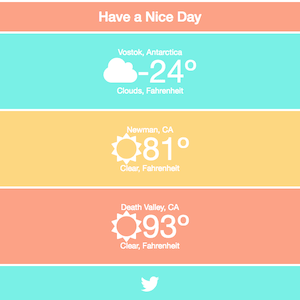 Have a Nice Day
Vostok, Antarctica
-24°
Clouds, Fahrenheit
Newman, CA
81°
Clear, Fahrenheit
Death Valley, CA
93°
Clear, Fahrenheit